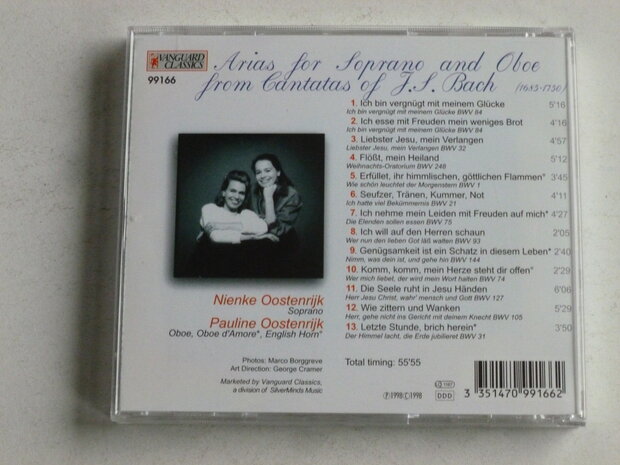 VANGUARD
CLASSICS
99166
Arias for Soprano and Oboe
from Cantatas of J.S. Bach (1685-1750)
1. Ich bin vergnügt mit meinem Glücke 5'16
Ich bin vergnügt mit meinem Glücke BWV 84
2. Ich esse mit Freuden mein weniges Brot 4'16
Ich bin vergnügt mit meinem Glücke BWV 84
3. Liebster Jesu, mein Verlangen 4'57
Liebster Jesu, mein Verlangen BWV 32
4. Flößt, mein Heiland 5'12
Weihnachts-Oratorium BWV 248
5. Erfüllet, ihr himmlischen, göttlichen Flammen" 3'45
Wie schön leuchtet der Morgenstern BWV 1
6. Seufzer, Tränen, Kummer, Not 4'11
Ich hatte viel Bekümmernis BWV 21
7. Ich nehme mein Leiden mit Freuden auf mich* 4'27
Die Elenden sollen essen BWV 75
8. Ich will auf den Herren schaun 2'05
Wer nun den lieben Got läß walten BWV 93
9. Genügsamkeit ist ein Schatz in diesem Leben* 2'40
Nimm, was dein ist, und gehe hin BWV 144
10. Komm, komm, mein Herze steht dir offen" 2'29
Wer mich liebet, der wird mein Wort halten BWV 74
11. Die Seele ruht in Jesu Händen 6'06
Herr Jesu Christ, wahr' mensch und Gott BWV 127
12. Wie zittern und Wanken 5'29
Herr, gehe nicht ins Gericht mit deinem Knecht BWV 105
13. Letzte Stunde, brich herein* 3'50
Der Himmel lacht, die Erde jubilieret BWV 31
Nienke Oostenrijk
Soprano
Pauline Oostenrijk
Oboe, Oboe d'Amore*, English Horn"
Photos: Marco Borggreve
Art Direction: George Cramer
Marketed by Vanguard Classics,
a division of SilverMinds Music
Total timing: 55'55
Ⓟ1998 Ⓒ1998
DDD
3 351470 991662